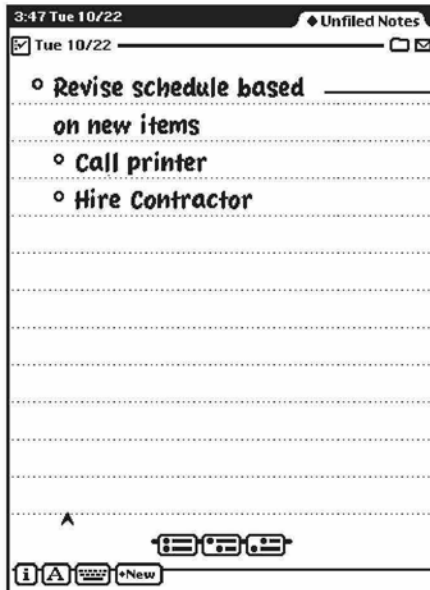 3:47 Tue 10/22
◆ Unfiled Notes
Tue 10/22
Revise schedule based
on new items
Call printer
Hire Contractor
i A •New